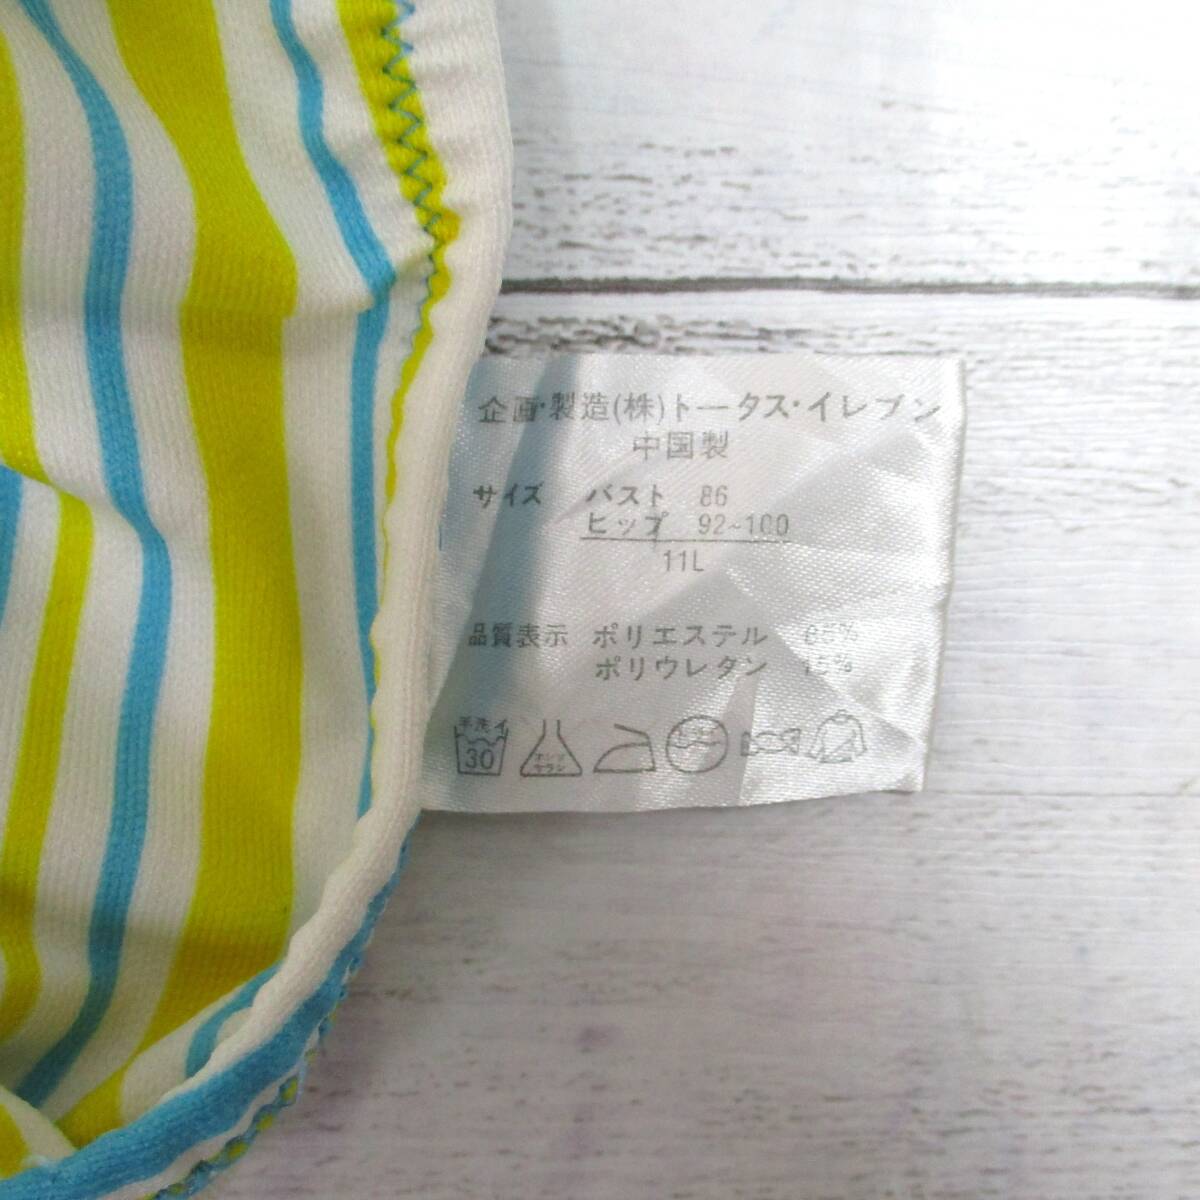 企画・製造(株)トータス・イレブン
中国製
サイズ バスト 86
ヒップ 92~100
11L
品質表示 ポリエステル 85%
ポリウレタン 15%
手洗イ
30